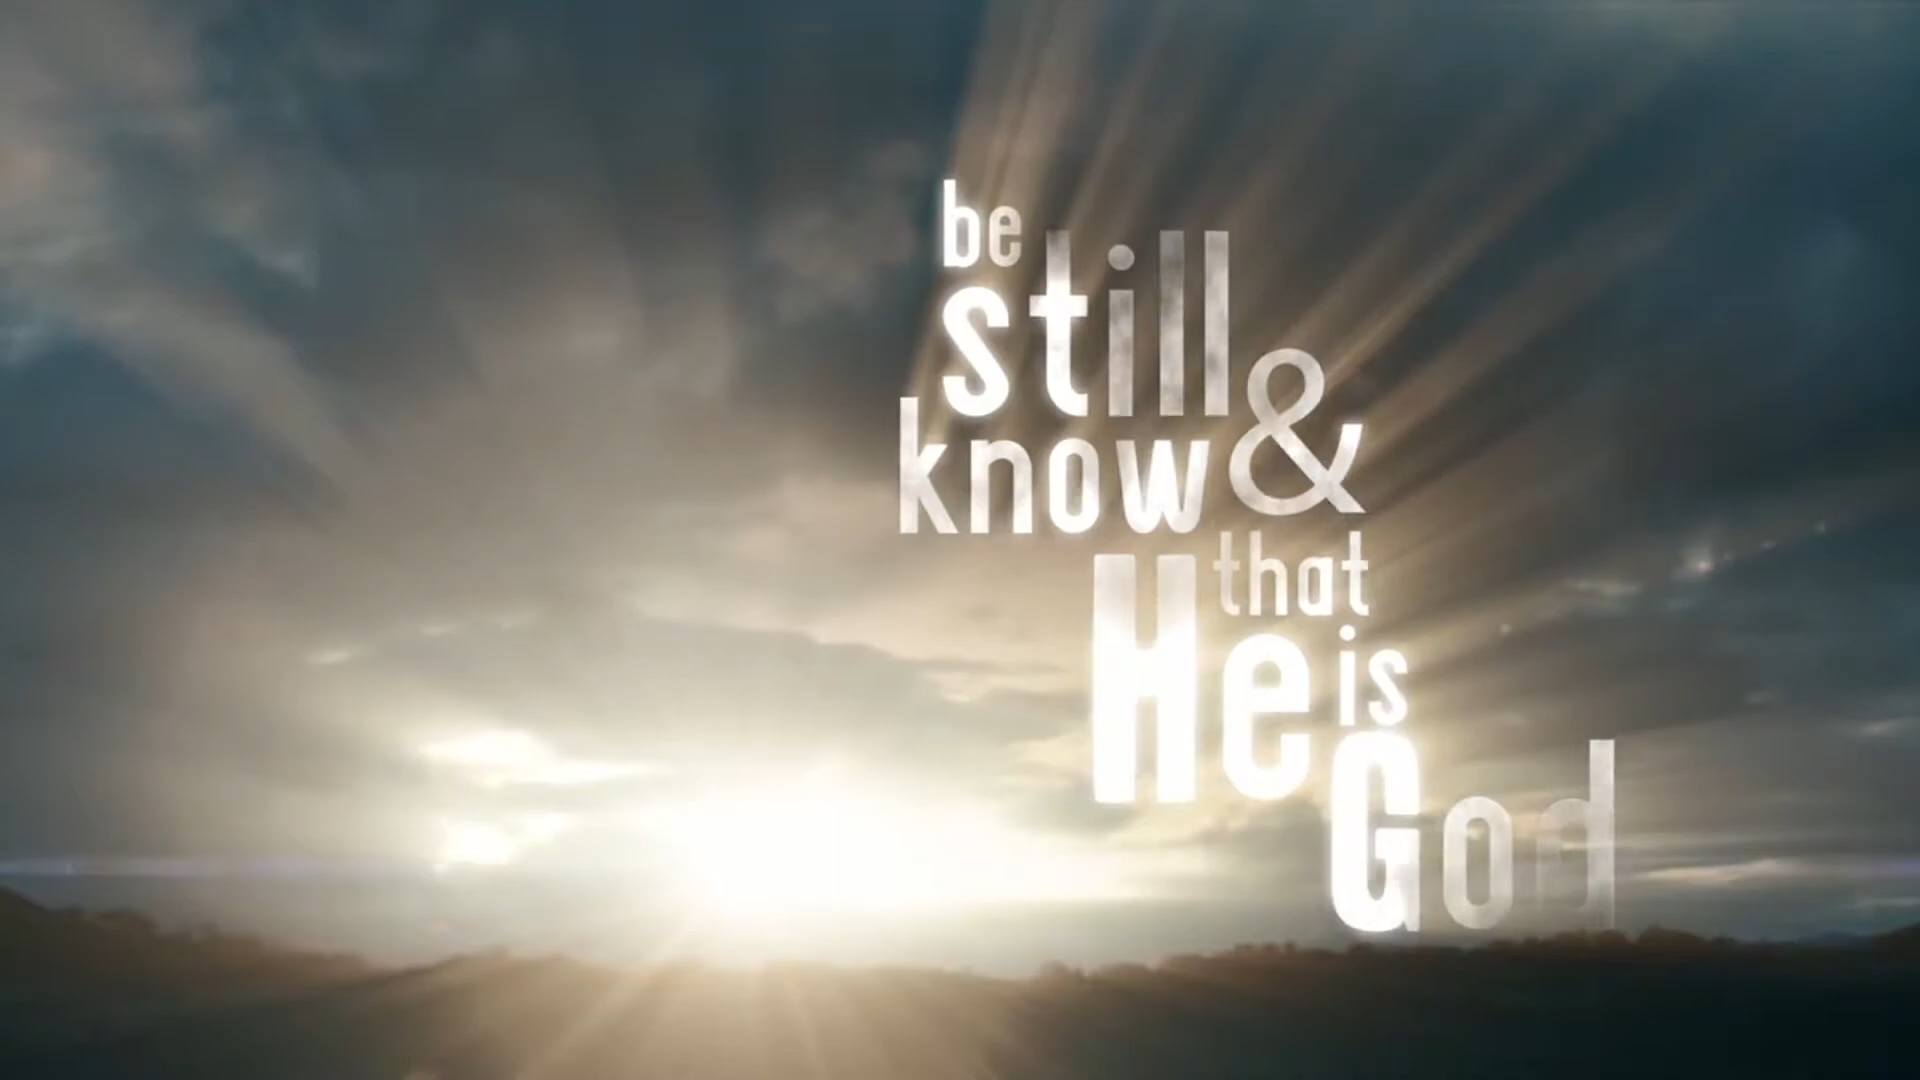 be
still
know &
that
He is
God